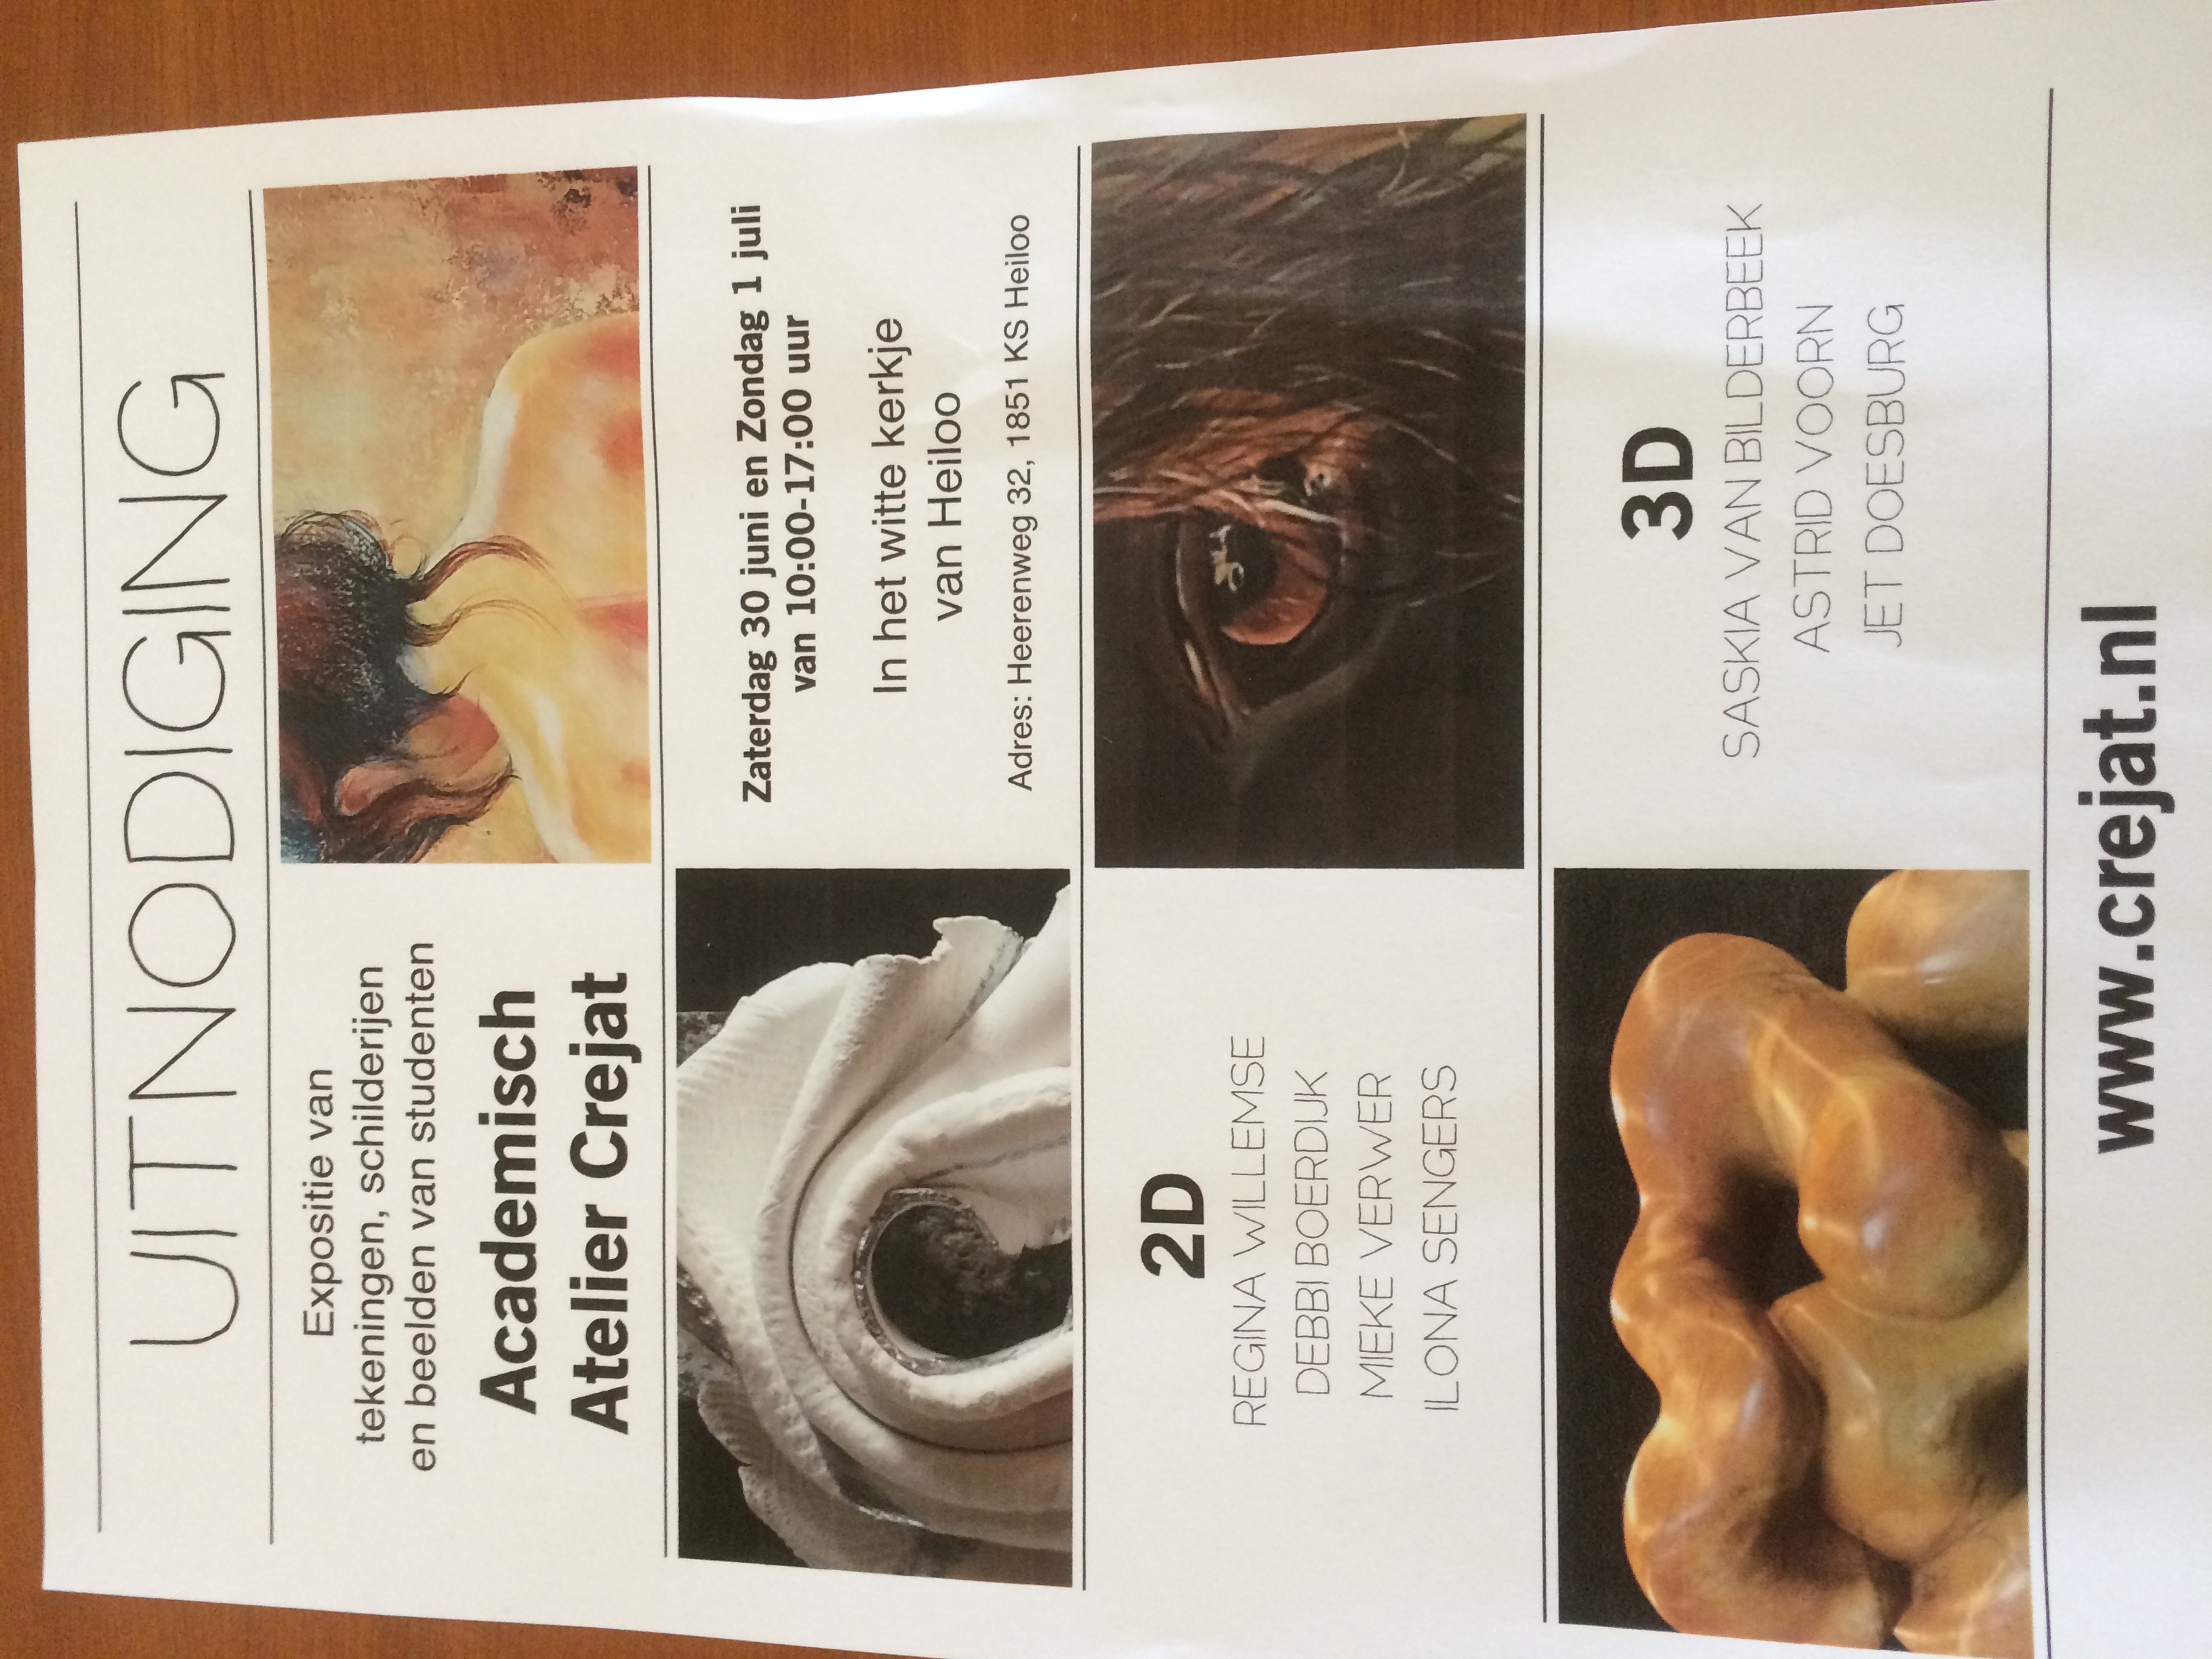 UITNODIGING
Expositie van
tekeningen, schilderijen
en beelden van studenten
Academisch
Atelier Crejat
Zaterdag 30 juni en Zondag 1 juli
van 10:00-17:00 uur
In het witte kerkje
van Heiloo
Adres: Heerenweg 32, 1851 KS Heiloo
2D
REGINA WILLEMSE
DEBBI BOERDIJK
MIEKE VERWER
ILONA SENGERS
3D
SASKIA VAN BILDERBEEK
ASTRID VOORN
JET DOESBURG
www.crejat.nl